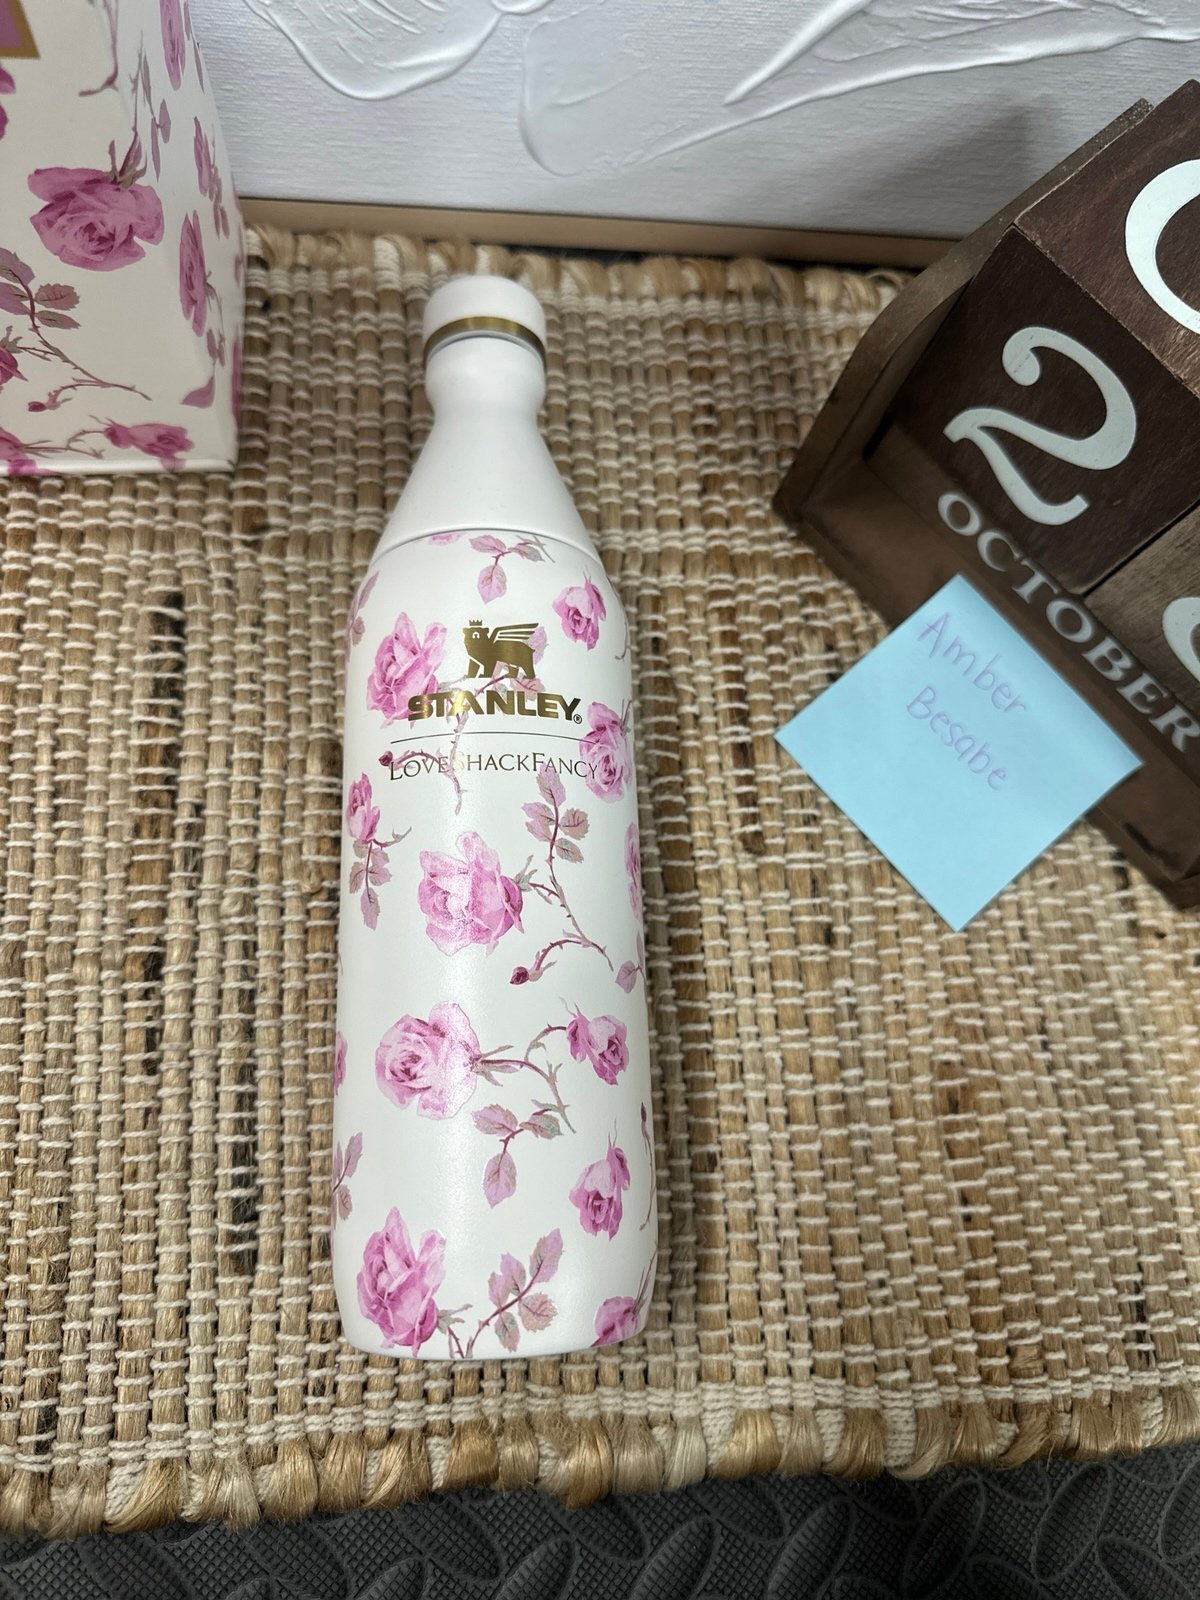 STANLEY®
LOVESHACKFANCY
2
OCTOBER
Amber
Besabe